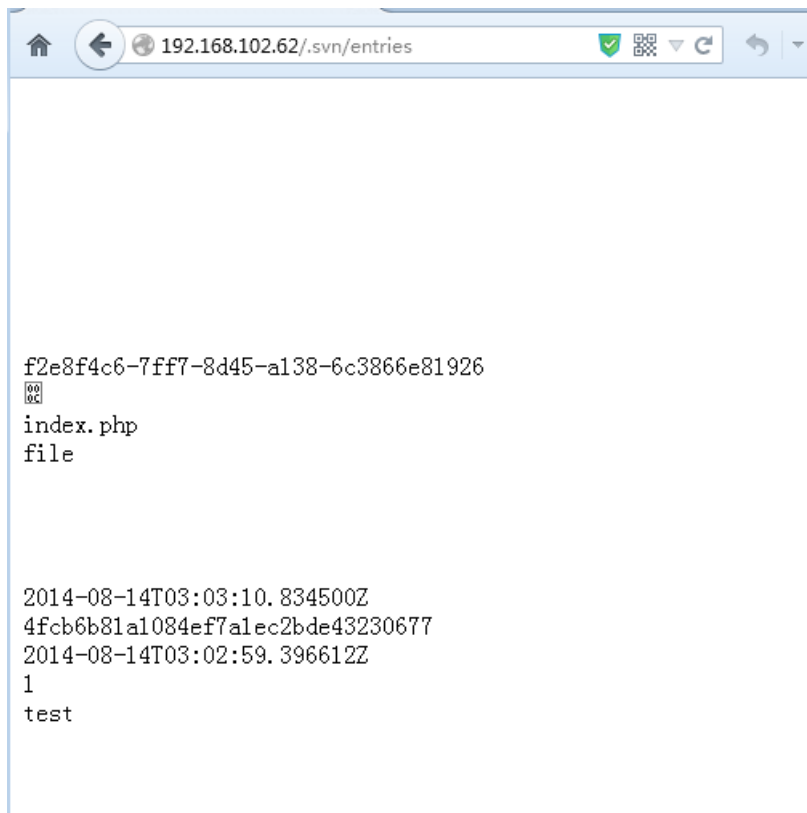 192.168.102.62/.svn/entries
f2e8f4c6-7ff7-8d45-a138-6c3866e81926
index.php
file
2014-08-14T03:03:10.834500Z
4fcb6b81a1084ef7a1ec2bde43230677
2014-08-14T03:02:59.396612Z
1
test